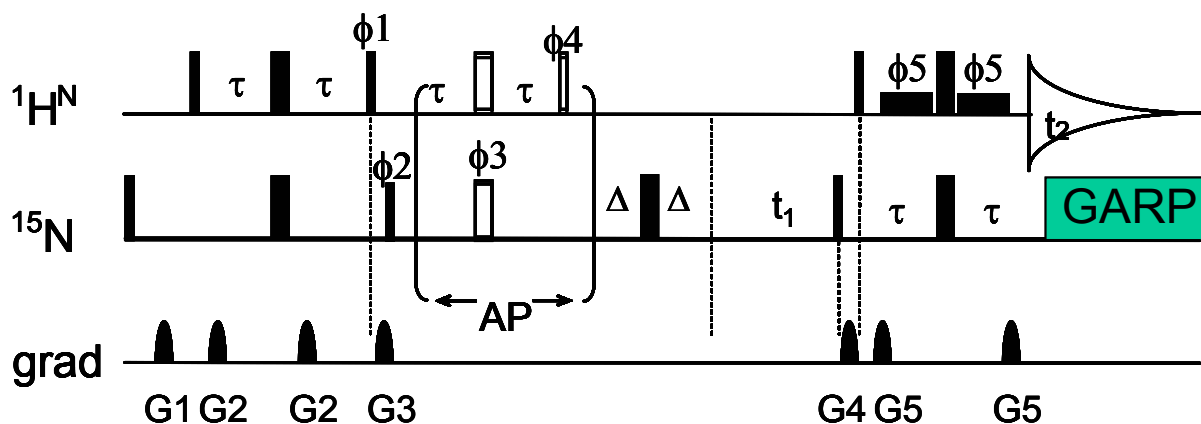 ϕ1 ϕ4 ϕ5 ϕ5
¹Hᴺ τ τ τ τ t₂
ϕ2 ϕ3
¹⁵N Δ Δ t₁ τ τ GARP
AP
grad
G1 G2 G2 G3 G4 G5 G5